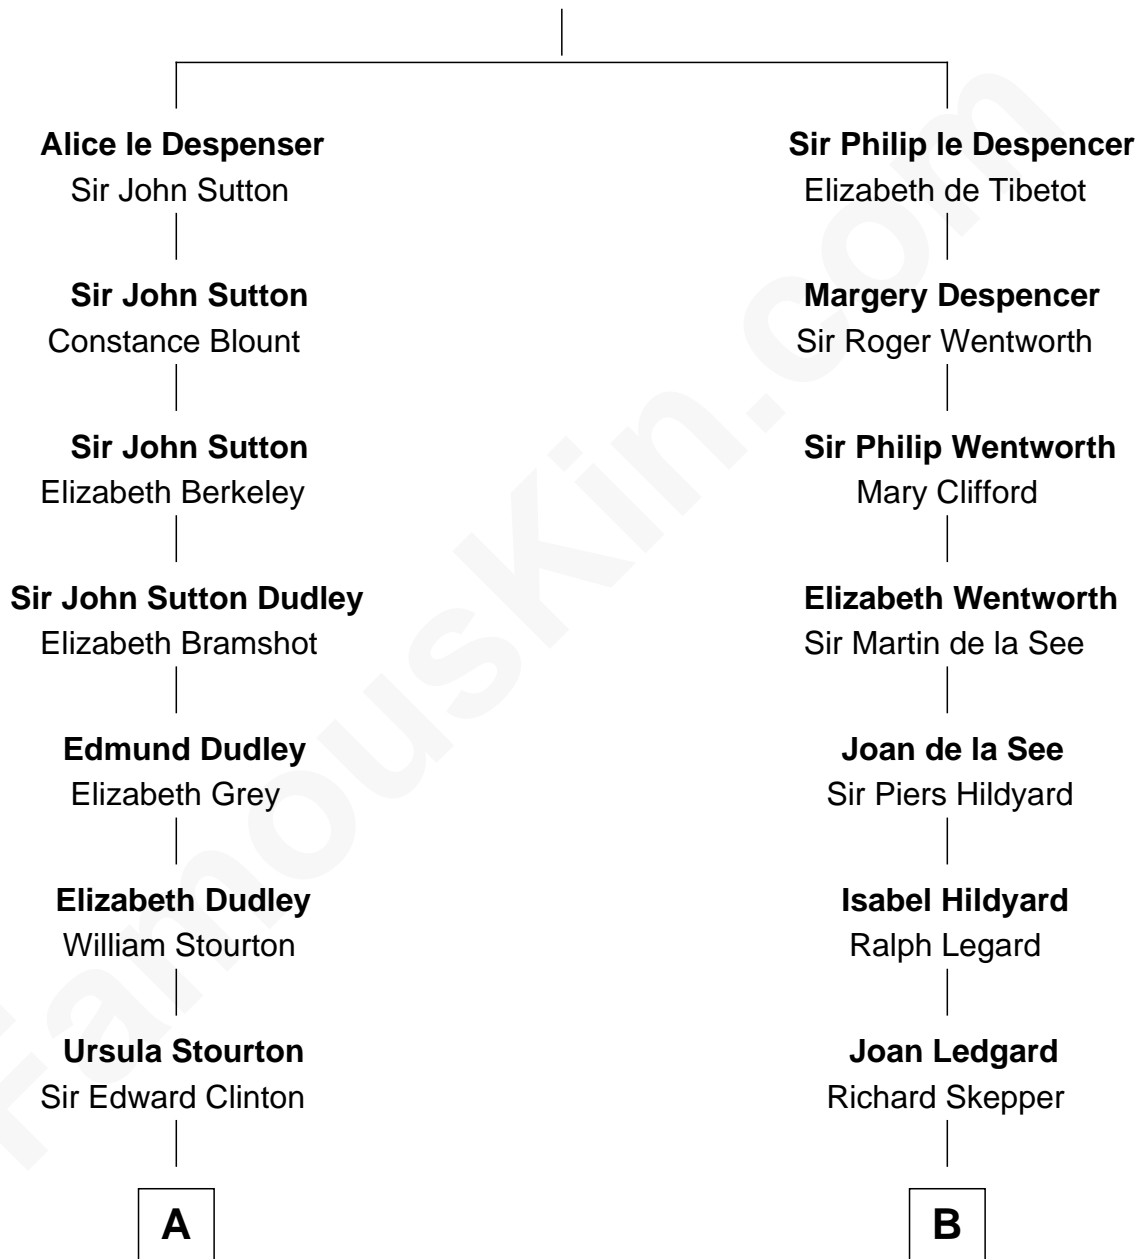 Alice le Despenser
Sir John Sutton
Sir John Sutton
Constance Blount
Sir John Sutton
Elizabeth Berkeley
Sir John Sutton Dudley
Elizabeth Bramshot
Edmund Dudley
Elizabeth Grey
Elizabeth Dudley
William Stourton
Ursula Stourton
Sir Edward Clinton
A
Sir Philip le Despencer
Elizabeth de Tibetot
Margery Despencer
Sir Roger Wentworth
Sir Philip Wentworth
Mary Clifford
Elizabeth Wentworth
Sir Martin de la See
Joan de la See
Sir Piers Hildyard
Isabel Hildyard
Ralph Legard
Joan Ledgard
Richard Skepper
B
FamousKin.com